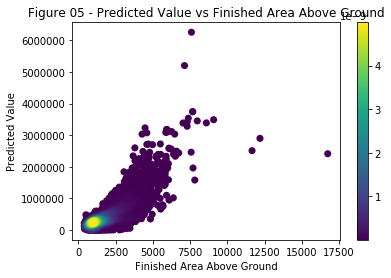 Figure 05 - Predicted Value vs Finished Area Above Ground
6000000
5000000
4000000
3000000
2000000
1000000
0
Predicted Value
0 2500 5000 7500 10000 12500 15000 17500
Finished Area Above Ground
4
3
2
1